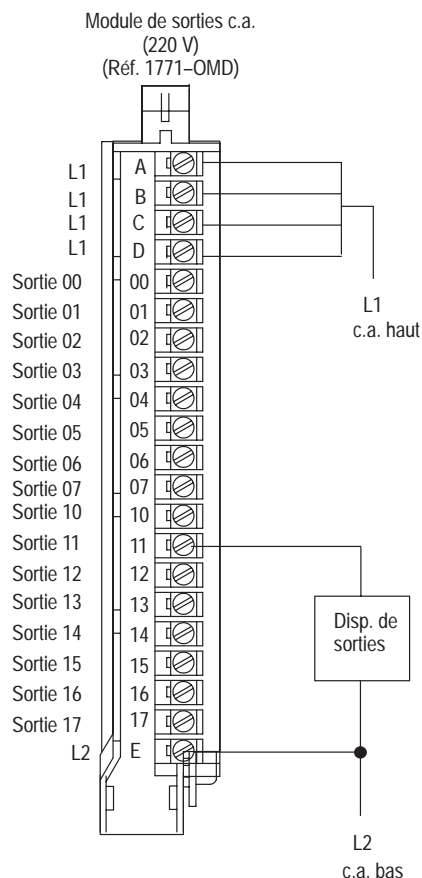 Module de sorties c.a.
(220 V)
(Réf. 1771–OMD)
L1 A
L1 B
L1 C
L1 D
L1
c.a. haut
Sortie 00 00
Sortie 01 01
Sortie 02 02
Sortie 03 03
Sortie 04 04
Sortie 05 05
Sortie 06 06
Sortie 07 07
Sortie 10 10
Sortie 11 11
Sortie 12 12
Sortie 13 13
Sortie 14 14
Sortie 15 15
Sortie 16 16
Sortie 17 17
L2 E
Disp. de
sorties
L2
c.a. bas